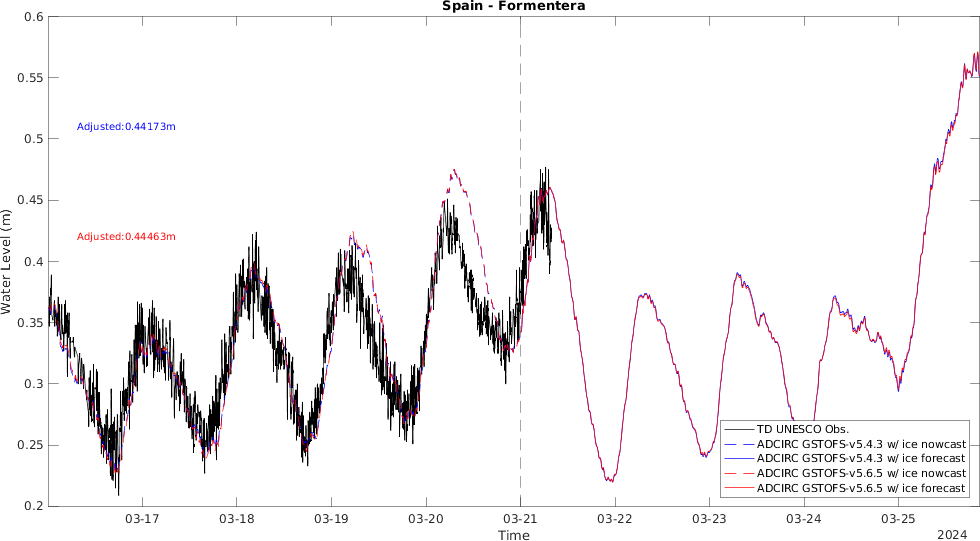 Spain - Formentera
0.6
0.55
0.5
0.45
0.4
0.35
0.3
0.25
0.2
Water Level (m)
Adjusted:0.44173m
Adjusted:0.44463m
TD UNESCO Obs.
ADCIRC GSTOFS-v5.4.3 w/ ice nowcast
ADCIRC GSTOFS-v5.4.3 w/ ice forecast
ADCIRC GSTOFS-v5.6.5 w/ ice nowcast
ADCIRC GSTOFS-v5.6.5 w/ ice forecast
03-17 03-18 03-19 03-20 03-21 03-22 03-23 03-24 03-25
Time
2024